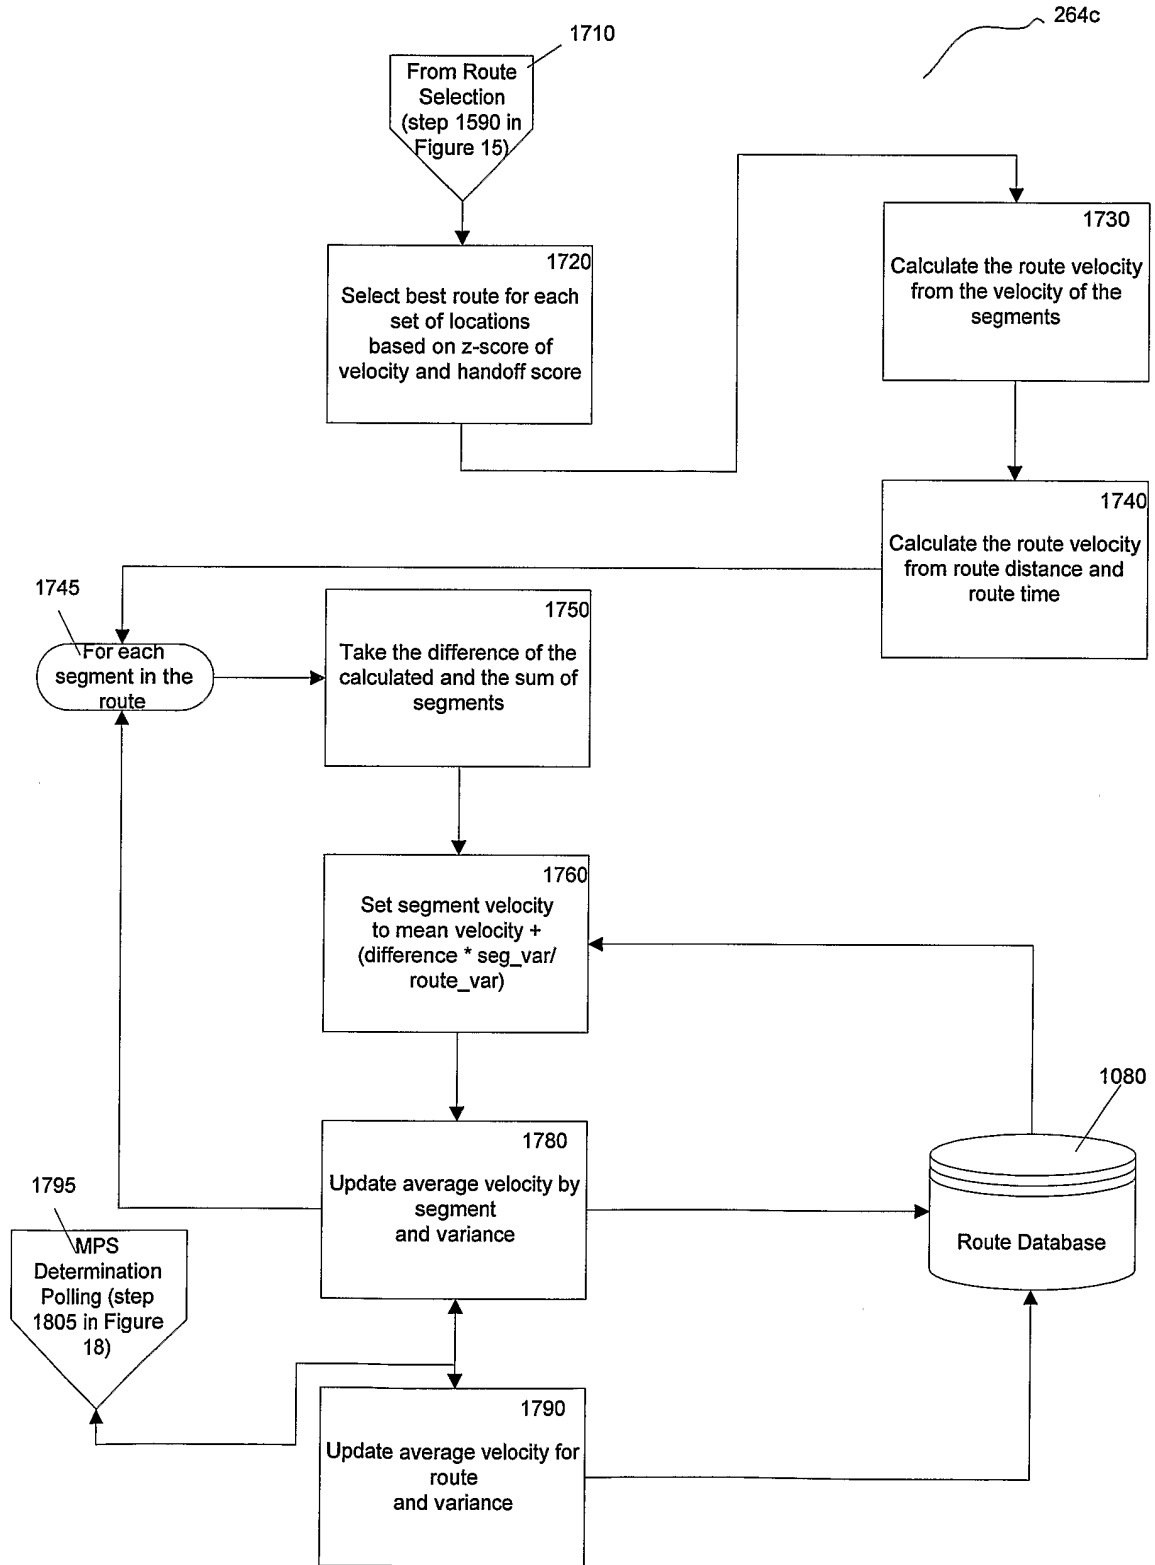 264c
1710
From Route
Selection
(step 1590 in
Figure 15)
1720
Select best route for each
set of locations
based on z-score of
velocity and handoff score
1730
Calculate the route velocity
from the velocity of the
segments
1740
Calculate the route velocity
from route distance and
route time
1745
For each
segment in the
route
1750
Take the difference of the
calculated and the sum of
segments
1760
Set segment velocity
to mean velocity +
(difference * seg_var/
route_var)
1080
Route Database
1780
Update average velocity by
segment
and variance
1795
MPS
Determination
Polling (step
1805 in Figure
18)
1790
Update average velocity for
route
and variance